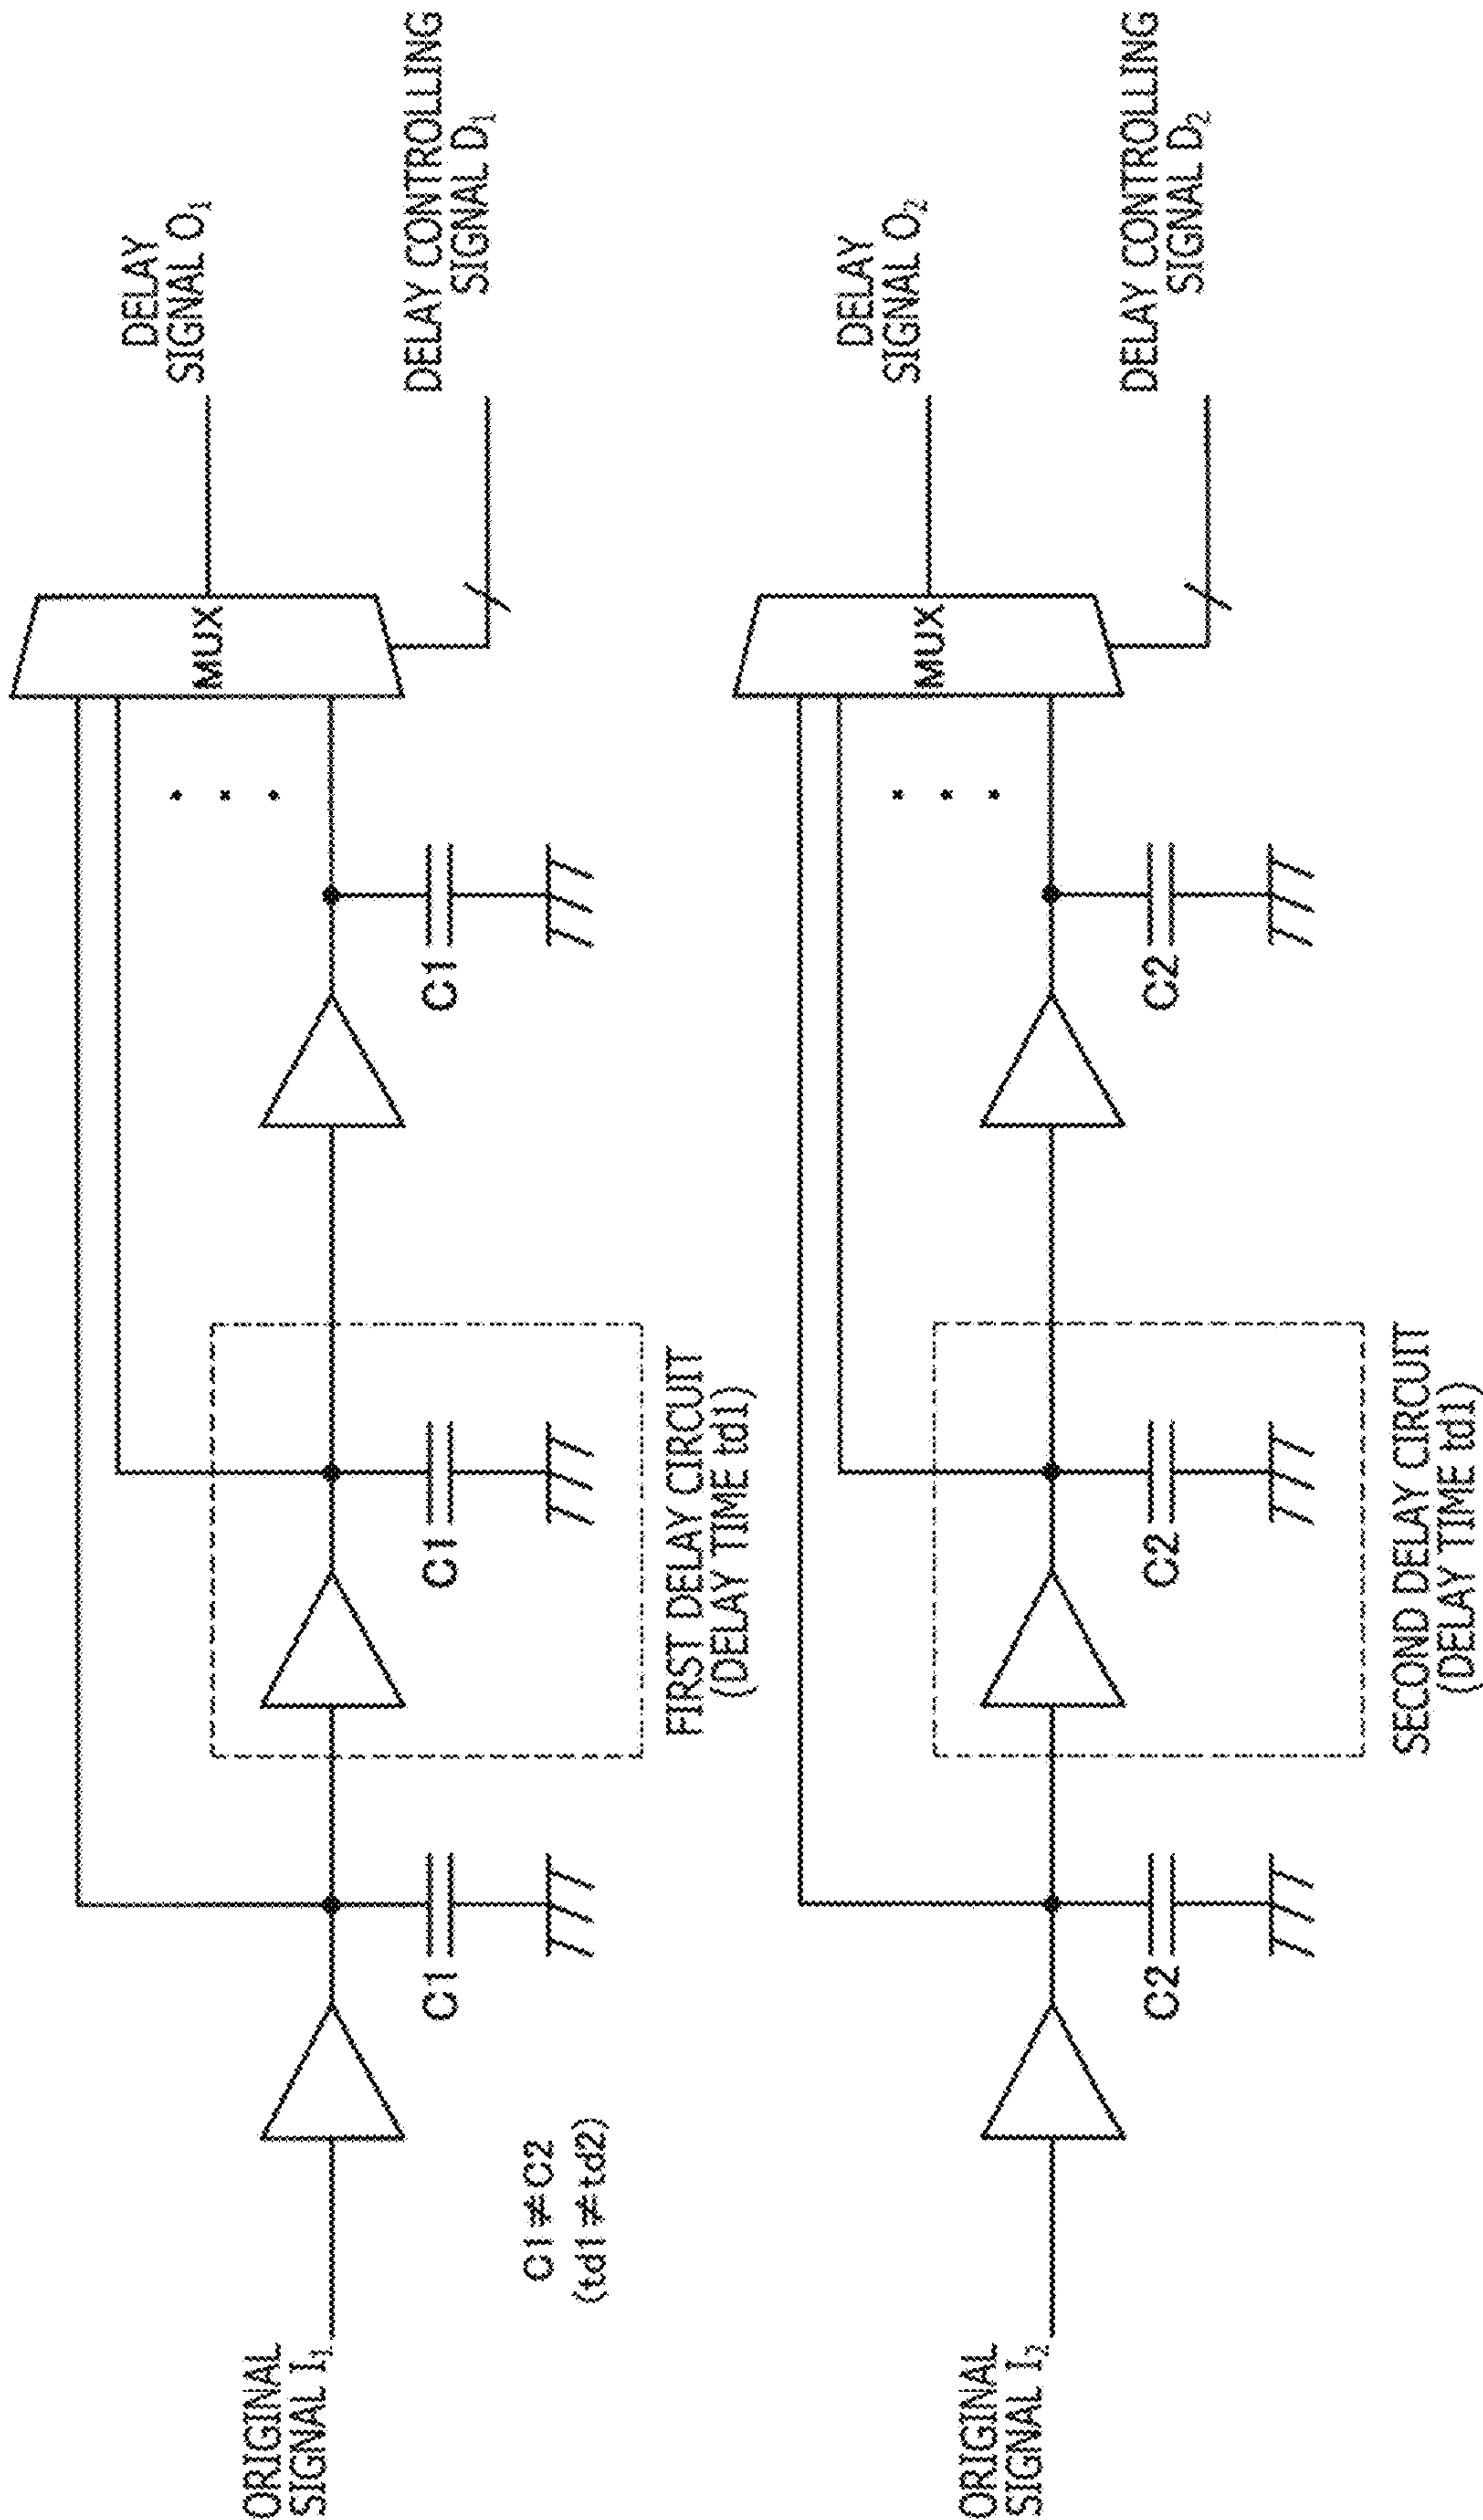 DELAY
SIGNAL O₁
DELAY CONTROLLING
SIGNAL D₁
MUX
C1
C1
C1
FIRST DELAY CIRCUIT
(DELAY TIME td1)
C1≠C2
(td1≠td2)
ORIGINAL
SIGNAL I₁
DELAY
SIGNAL O₂
DELAY CONTROLLING
SIGNAL D₂
MUX
C2
C2
C2
SECOND DELAY CIRCUIT
(DELAY TIME td1)
ORIGINAL
SIGNAL I₂